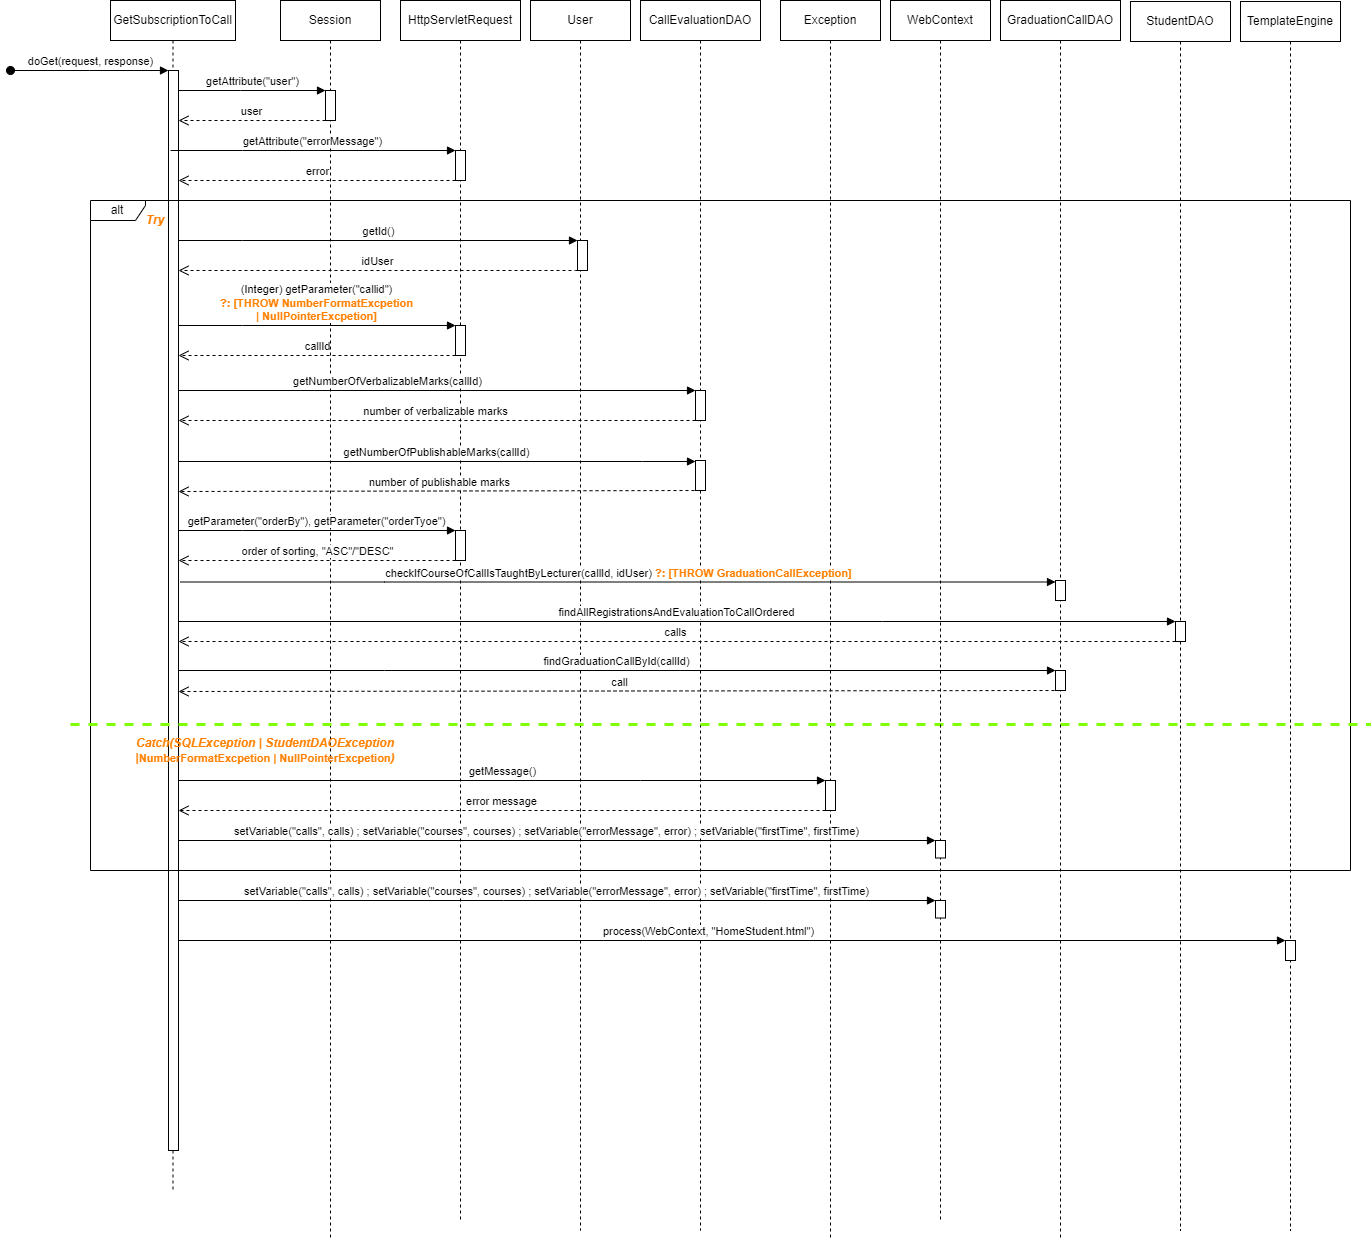 GetSubscriptionToCall
Session
HttpServletRequest
User
CallEvaluationDAO
Exception
WebContext
GraduationCallDAO
StudentDAO
TemplateEngine
doGet(request, response)
getAttribute("user")
user
getAttribute("errorMessage")
error
alt
Try
getId()
idUser
(Integer) getParameter("callid")
?: [THROW NumberFormatExcpetion
| NullPointerExcpetion]
callId
getNumberOfVerbalizableMarks(callId)
number of verbalizable marks
getNumberOfPublishableMarks(callId)
number of publishable marks
getParameter("orderBy"), getParameter("orderTyoe")
order of sorting, "ASC"/"DESC"
checkIfCourseOfCallIsTaughtByLecturer(callId, idUser) ?: [THROW GraduationCallException]
findAllRegistrationsAndEvaluationToCallOrdered
calls
findGraduationCallById(callId)
call
Catch(SQLException | StudentDAOException
|NumberFormatExcpetion | NullPointerExcpetion)
getMessage()
error message
setVariable("calls", calls) ; setVariable("courses", courses) ; setVariable("errorMessage", error) ; setVariable("firstTime", firstTime)
setVariable("calls", calls) ; setVariable("courses", courses) ; setVariable("errorMessage", error) ; setVariable("firstTime", firstTime)
process(WebContext, "HomeStudent.html")